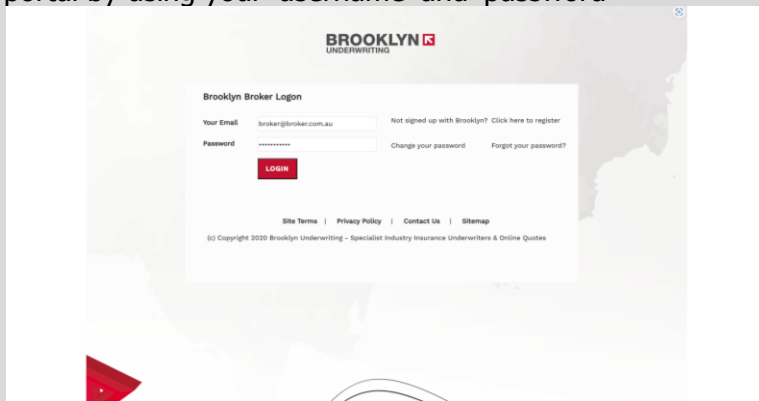 portal by using your username and password
BROOKLYN
UNDERWRITING
Brooklyn Broker Logon
Your Email broker@broker.com.au Not signed up with Brooklyn? Click here to register
Password ••••••••••• Change your password Forgot your password?
LOGIN
Site Terms | Privacy Policy | Contact Us | Sitemap
(c) Copyright 2020 Brooklyn Underwriting - Specialist Industry Insurance Underwriters & Online Quotes